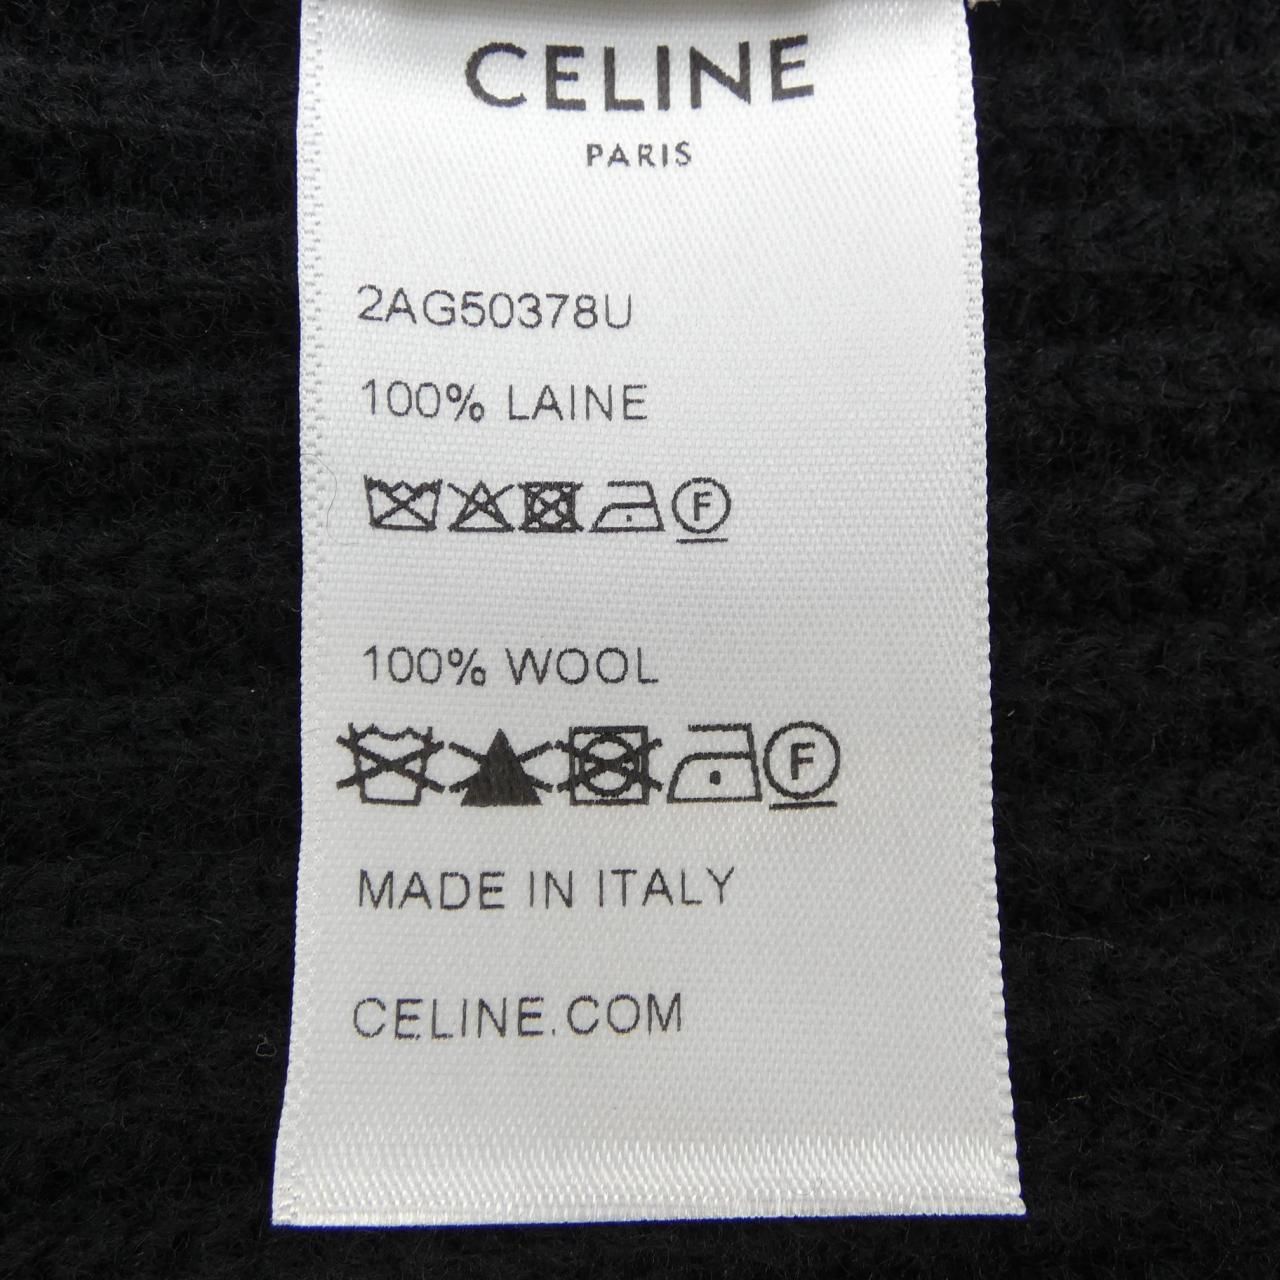 CELINE
PARIS
2AG50378U
100% LAINE
F
100% WOOL
F
MADE IN ITALY
CELINE.COM